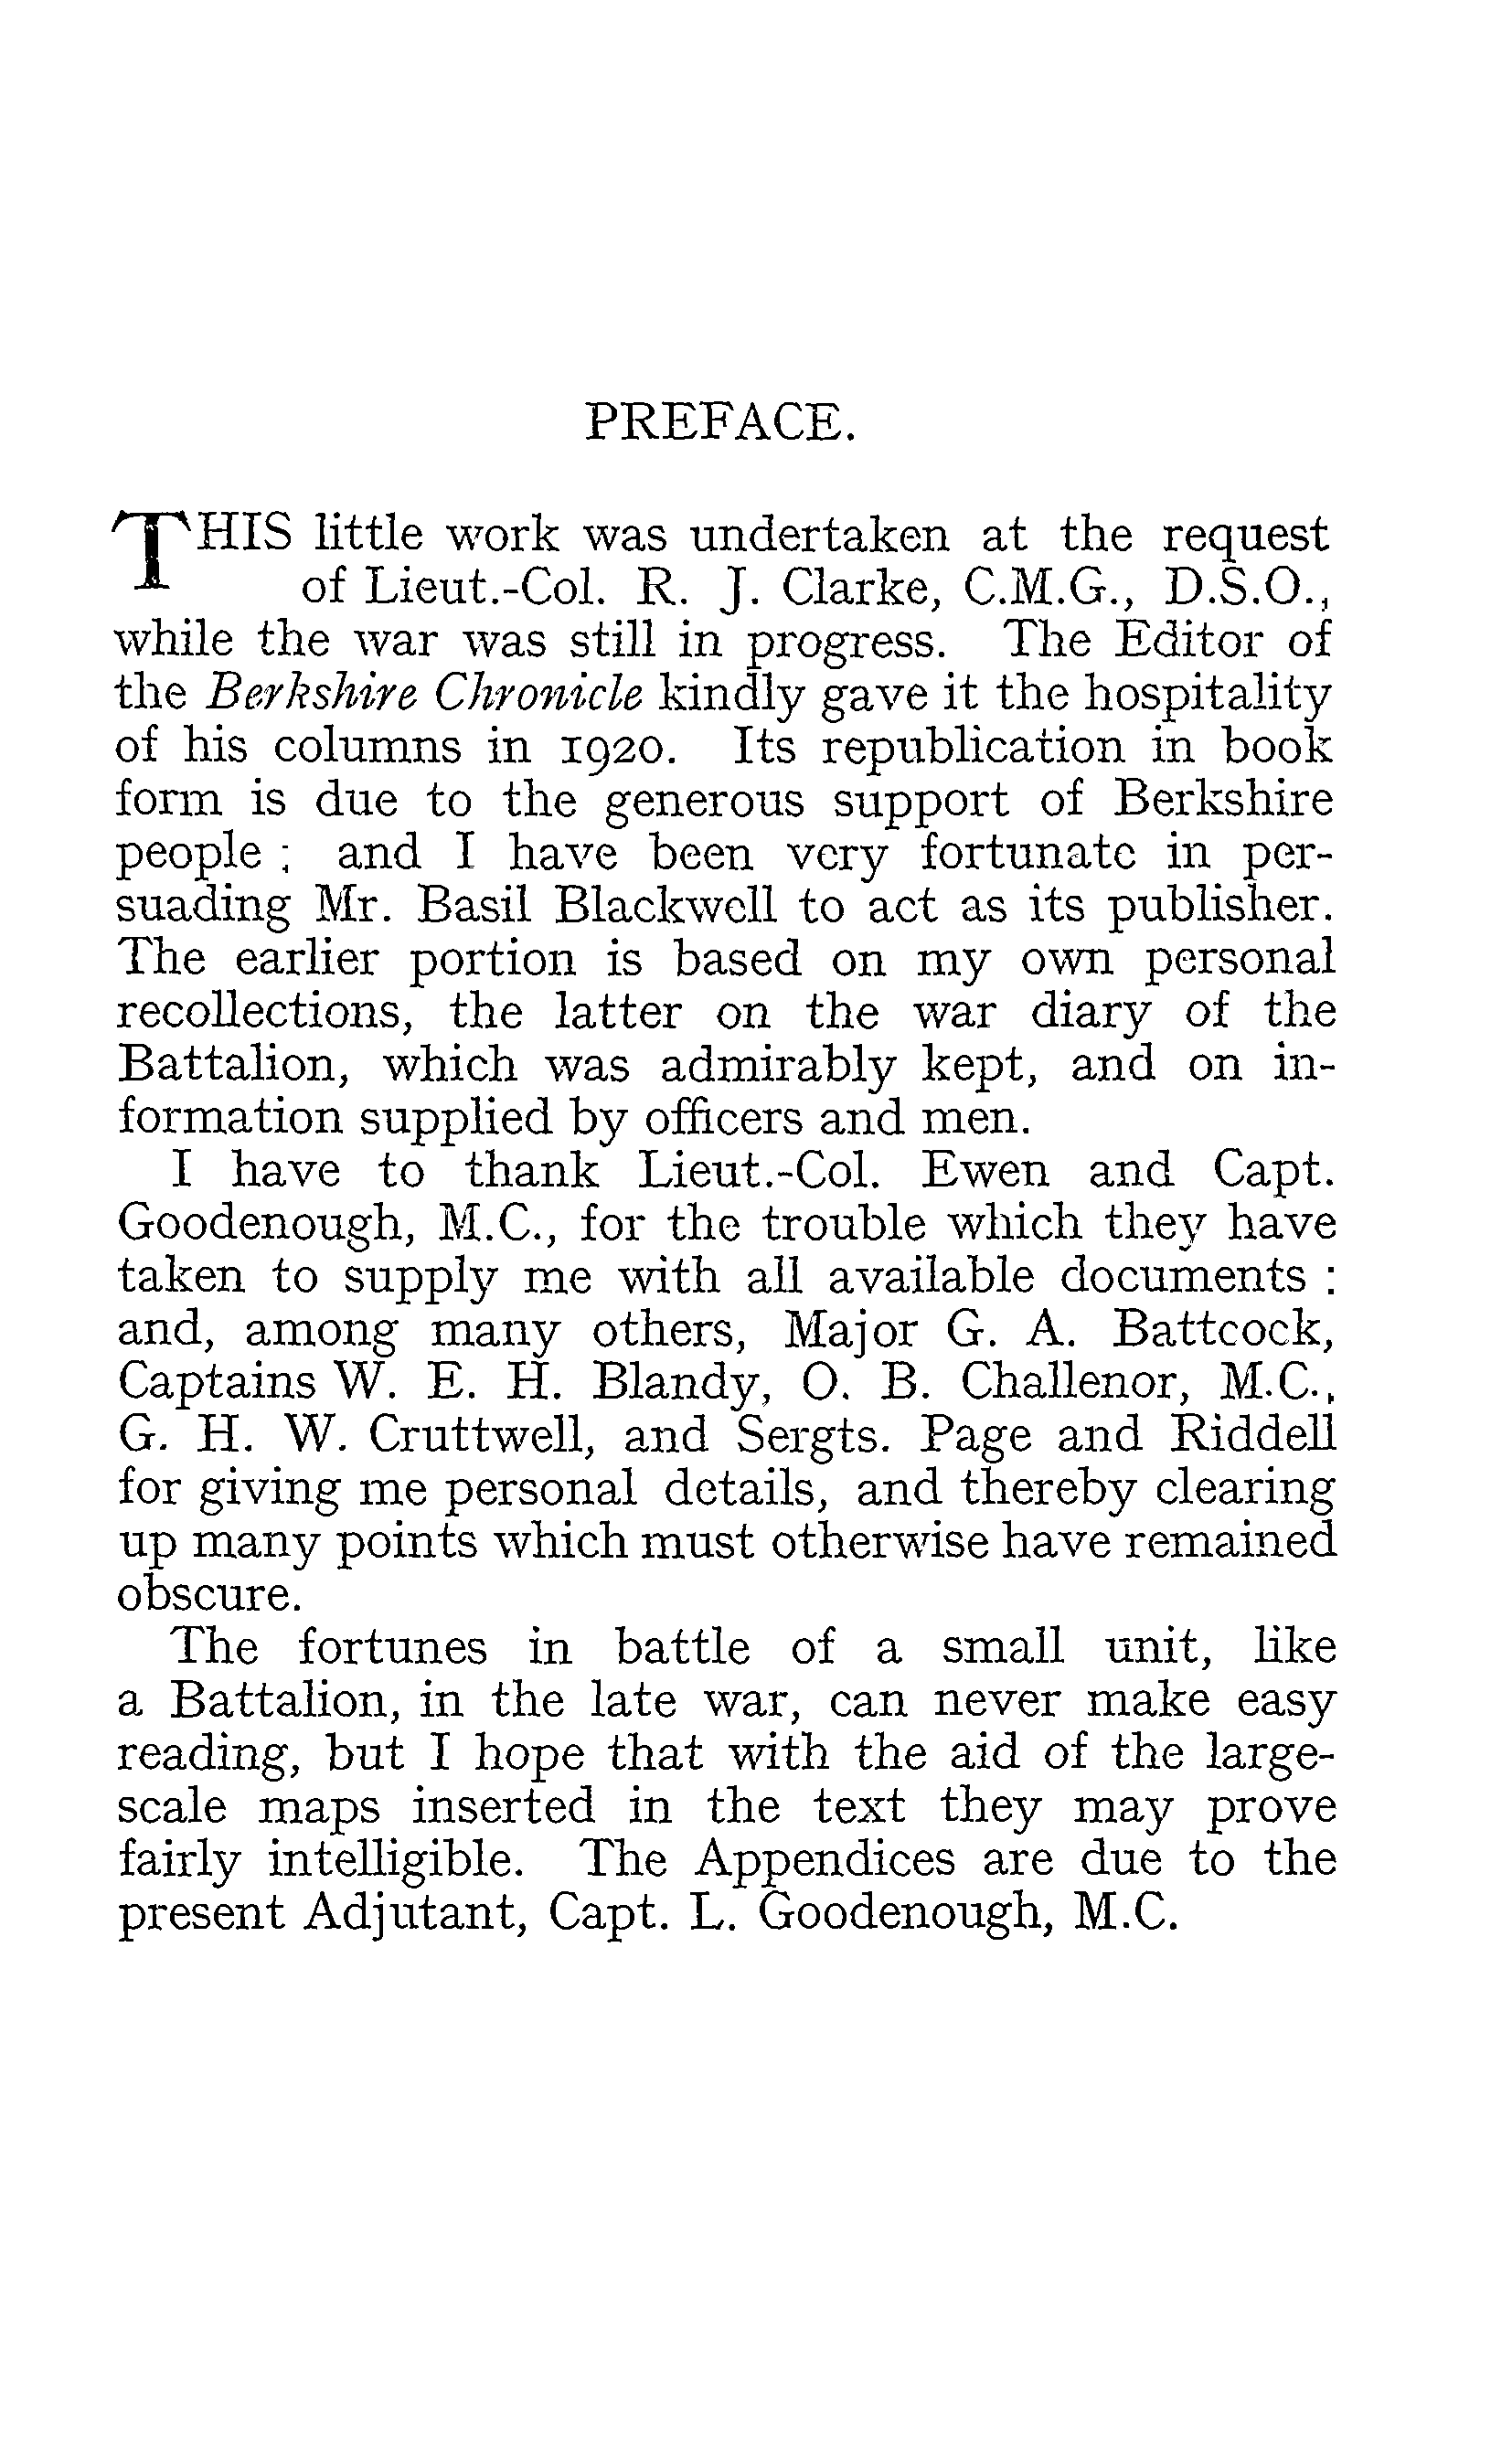 PREFACE.
THIS little work was undertaken at the request
of Lieut.-Col. R. J. Clarke, C.M.G., D.S.O.,
while the war was still in progress. The Editor of
the Berkshire Chronicle kindly gave it the hospitality
of his columns in 1920. Its republication in book
form is due to the generous support of Berkshire
people ; and I have been very fortunate in per-
suading Mr. Basil Blackwell to act as its publisher.
The earlier portion is based on my own personal
recollections, the latter on the war diary of the
Battalion, which was admirably kept, and on in-
formation supplied by officers and men.
I have to thank Lieut.-Col. Ewen and Capt.
Goodenough, M.C., for the trouble which they have
taken to supply me with all available documents :
and, among many others, Major G. A. Battcock,
Captains W. E. H. Blandy, O. B. Challenor, M.C.,
G. H. W. Cruttwell, and Sergts. Page and Riddell
for giving me personal details, and thereby clearing
up many points which must otherwise have remained
obscure.
The fortunes in battle of a small unit, like
a Battalion, in the late war, can never make easy
reading, but I hope that with the aid of the large-
scale maps inserted in the text they may prove
fairly intelligible. The Appendices are due to the
present Adjutant, Capt. L. Goodenough, M.C.